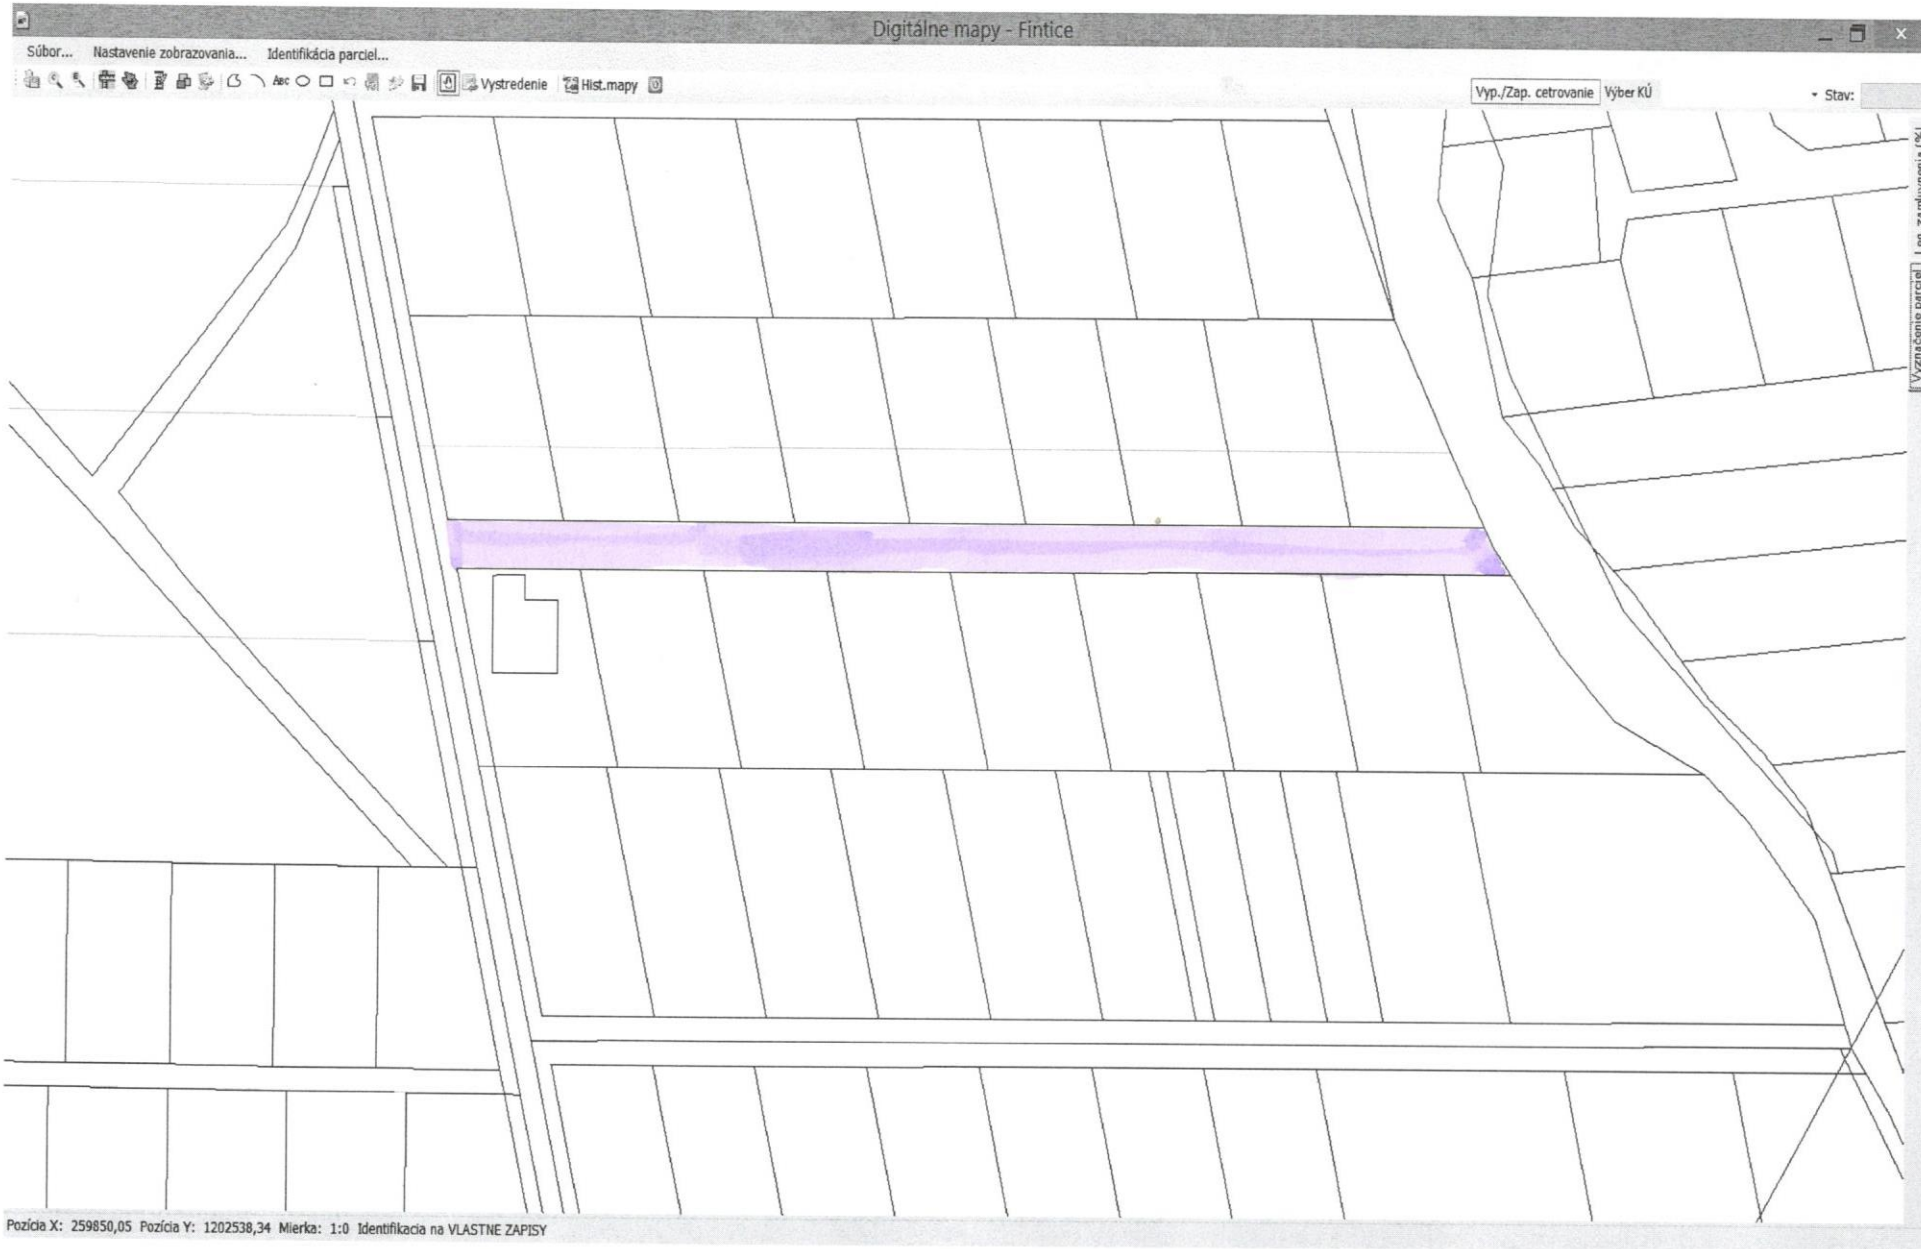 Digitálne mapy - Fintice
Súbor... Nastavenie zobrazovania... Identifikácia parciel...
Abc Vystredenie Hist.mapy Vyp./Zap. cetrovanie Výber KÚ Stav:
Vyznačenie parciel
Pozícia X: 259850,05 Pozícia Y: 1202538,34 Mierka: 1:0 Identifikacia na VLASTNE ZAPISY